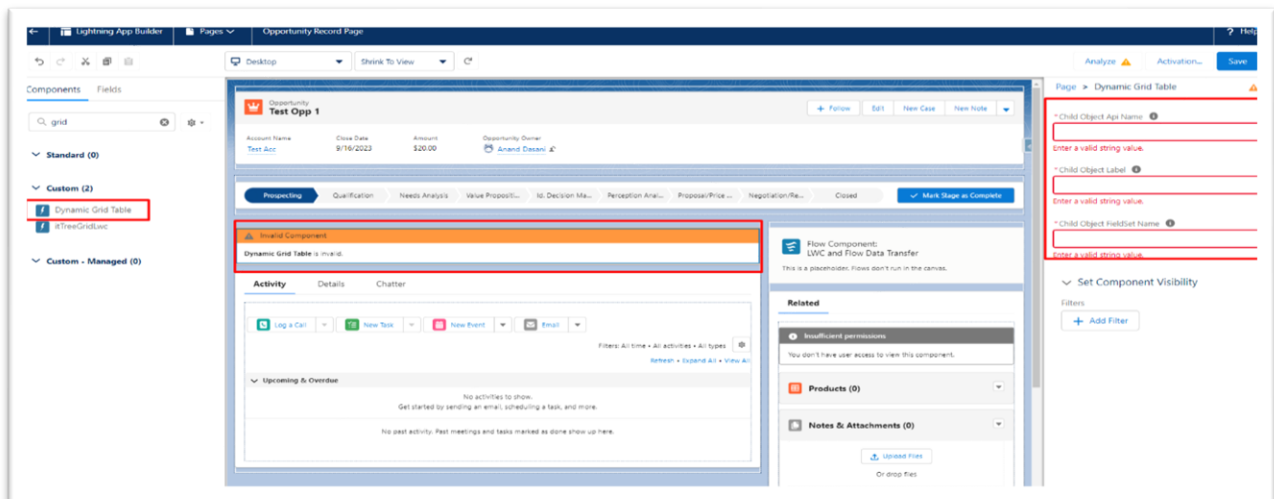 Lightning App Builder
Pages
Opportunity Record Page
? Help
Desktop
Shrink To View
Analyze
Activation...
Save
Components
Fields
grid
Standard (0)
Custom (2)
Dynamic Grid Table
itTreeGridLwc
Custom - Managed (0)
Opportunity
Test Opp 1
+ Follow
Edit
New Case
New Note
Account Name
Close Date
Amount
Opportunity Owner
Test Acc
9/16/2023
$20.00
Anand Dasani
Prospecting
Qualification
Needs Analysis
Value Propositi...
Id. Decision Ma...
Perception Anal...
Proposal/Price ...
Negotiation/Re...
Closed
Mark Stage as Complete
Invalid Component
Dynamic Grid Table is invalid.
Activity
Details
Chatter
Log a Call
New Task
New Event
Email
Filters: All time • All activities • All types
Refresh • Expand All • View All
Upcoming & Overdue
No activities to show.
Get started by sending an email, scheduling a task, and more.
No past activity. Past meetings and tasks marked as done show up here.
Flow Component:
LWC and Flow Data Transfer
This is a placeholder. Flows don't run in the canvas.
Related
Insufficient permissions
You don't have user access to view this component.
Products (0)
Notes & Attachments (0)
Upload Files
Or drop files
Page > Dynamic Grid Table
*Child Object Api Name
Enter a valid string value.
*Child Object Label
Enter a valid string value.
*Child Object FieldSet Name
Enter a valid string value.
Set Component Visibility
Filters
+ Add Filter